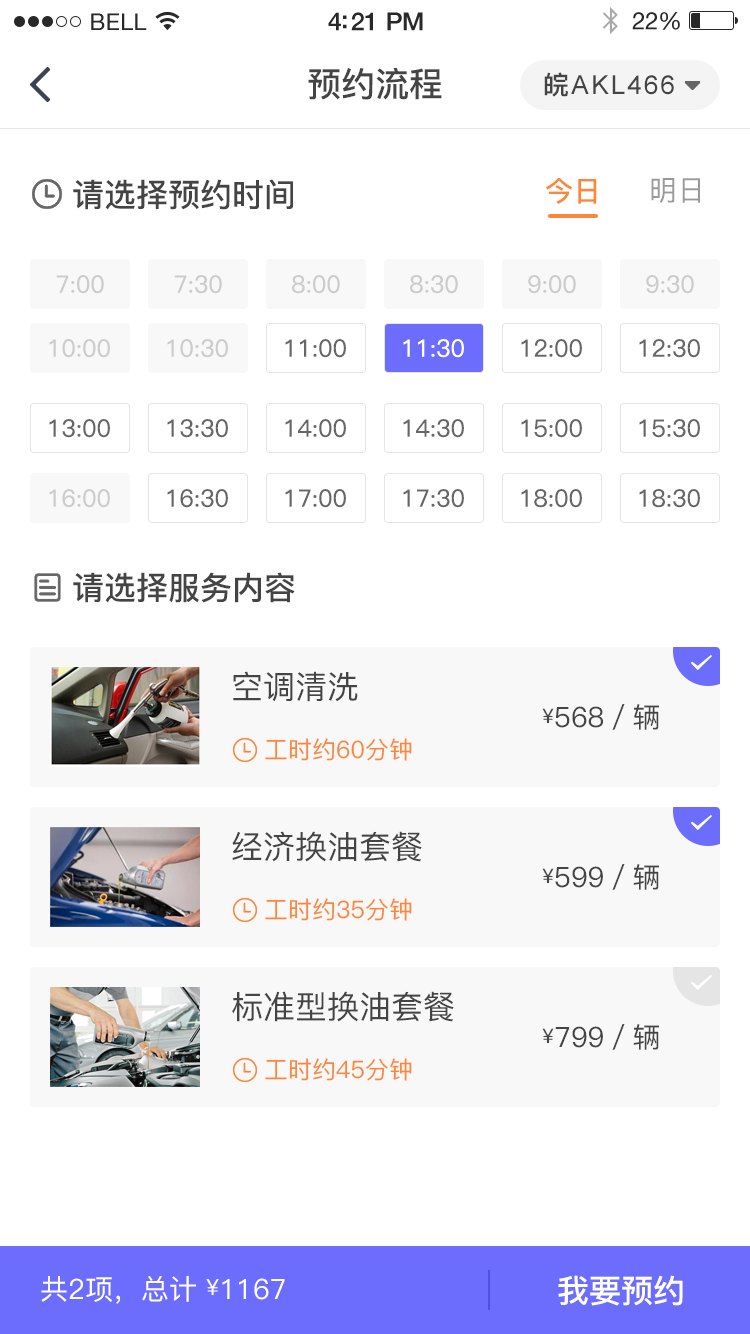 BELL 4:21 PM 22%
预约流程 皖AKL466
请选择预约时间 今日 明日
7:00 7:30 8:00 8:30 9:00 9:30
10:00 10:30 11:00 11:30 12:00 12:30
13:00 13:30 14:00 14:30 15:00 15:30
16:00 16:30 17:00 17:30 18:00 18:30
请选择服务内容
空调清洗
¥568 / 辆
工时约60分钟
经济换油套餐
¥599 / 辆
工时约35分钟
标准型换油套餐
¥799 / 辆
工时约45分钟
共2项，总计 ¥1167 我要预约